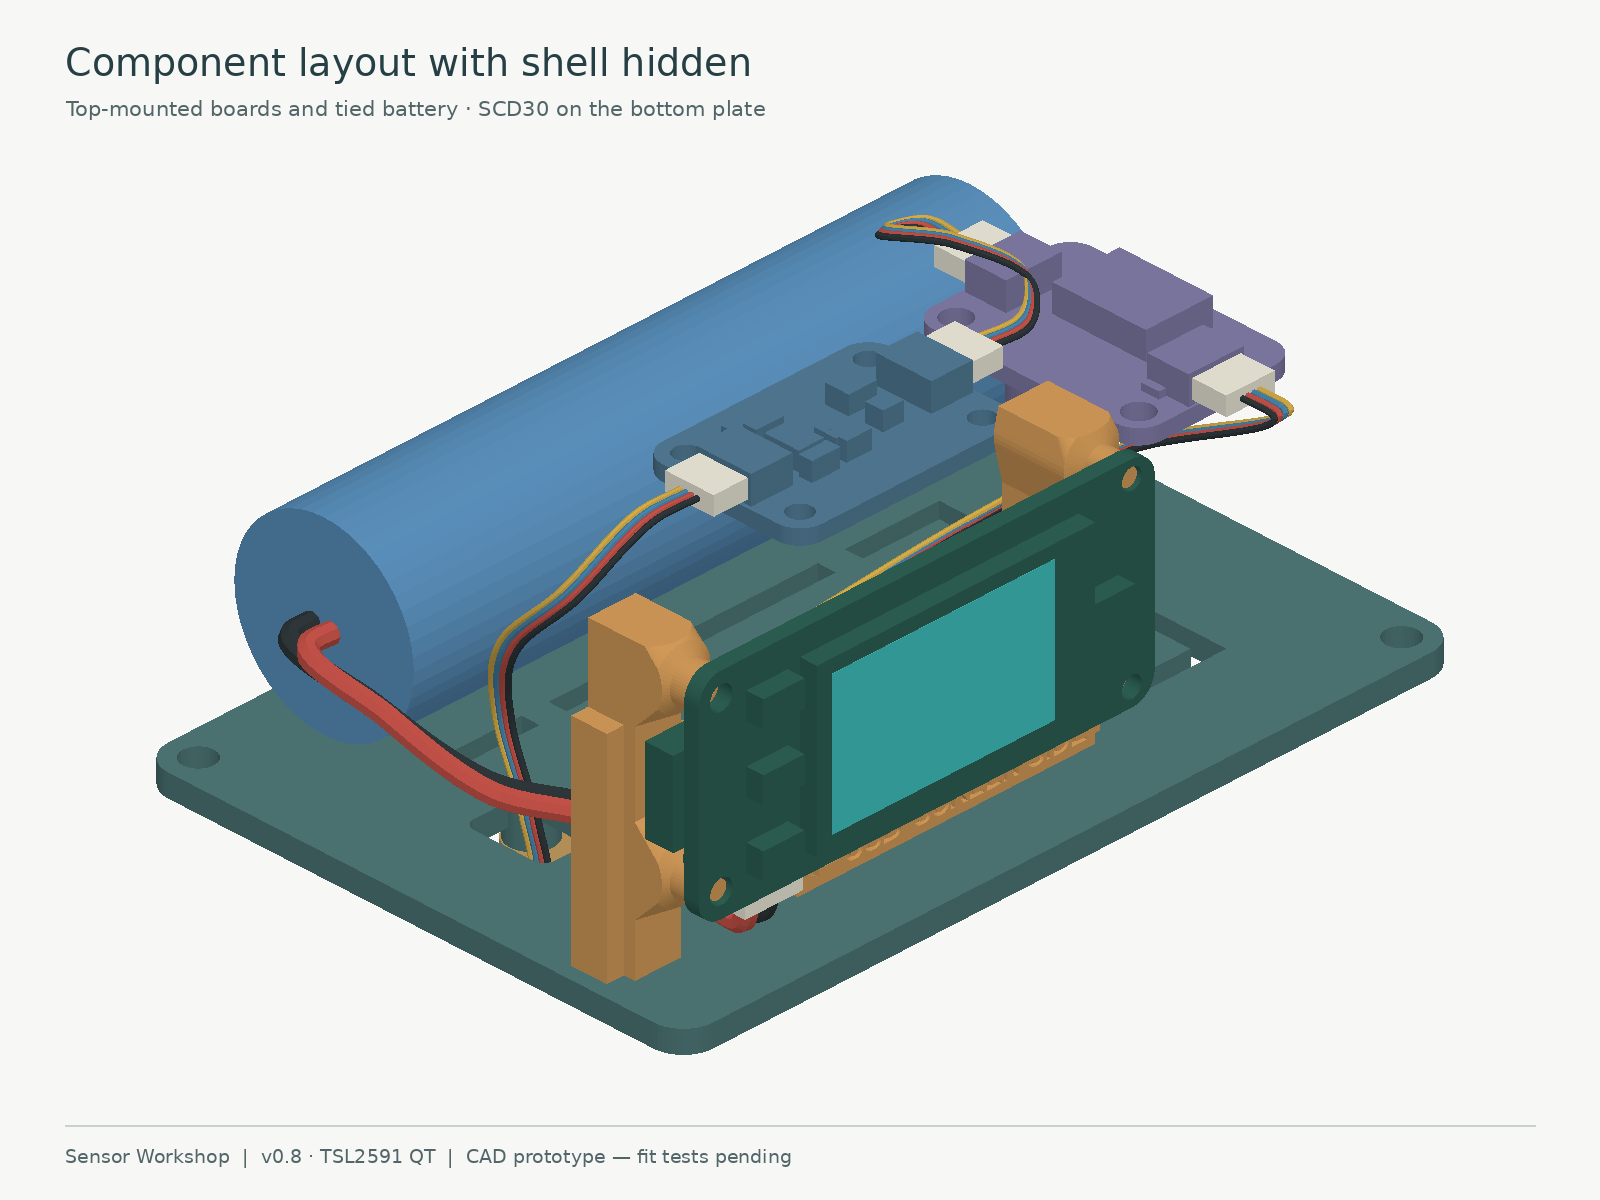 Component layout with shell hidden
Top-mounted boards and tied battery · SCD30 on the bottom plate
Sensor Workshop | v0.8 · TSL2591 QT | CAD prototype — fit tests pending